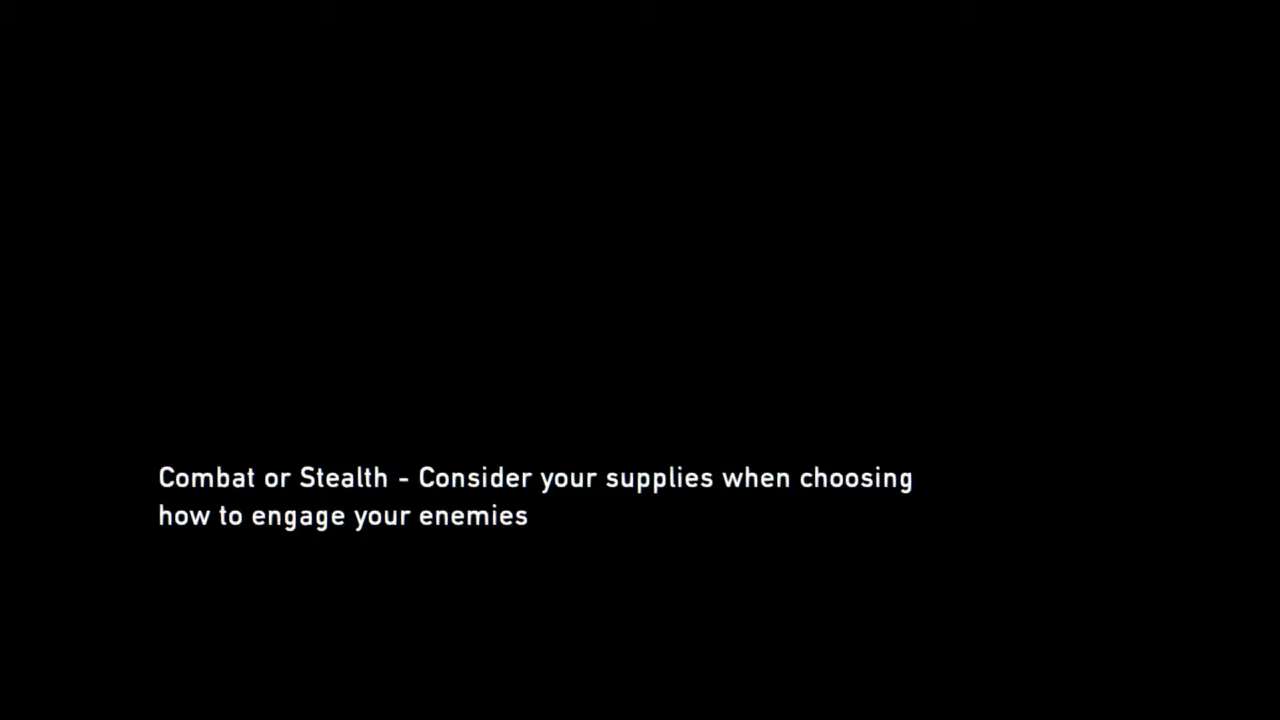 Combat or Stealth - Consider your supplies when choosing
how to engage your enemies